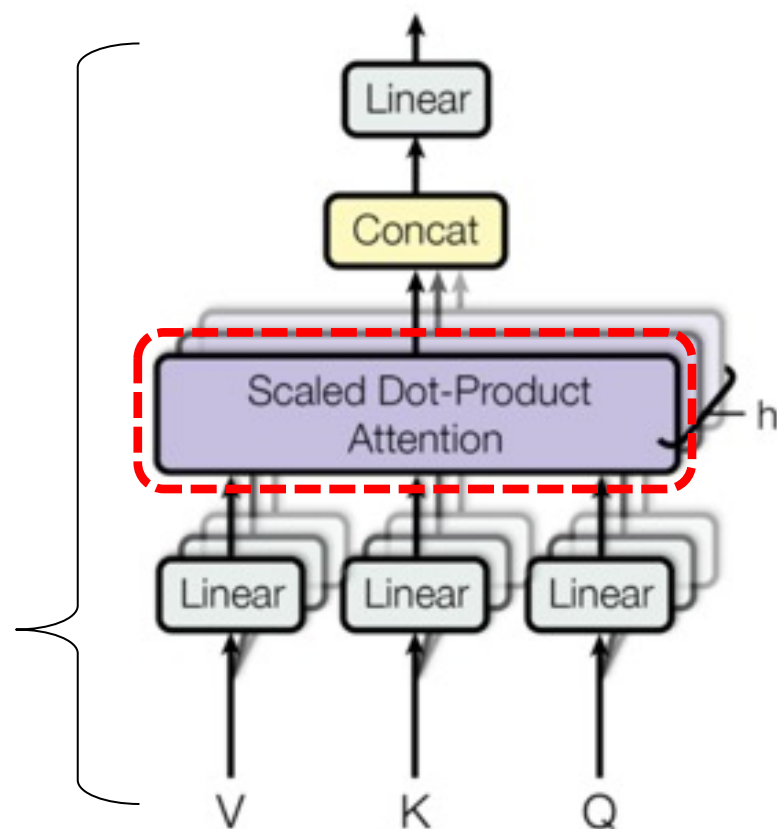 Linear
Concat
Scaled Dot-Product
Attention
h
Linear Linear Linear
V K Q